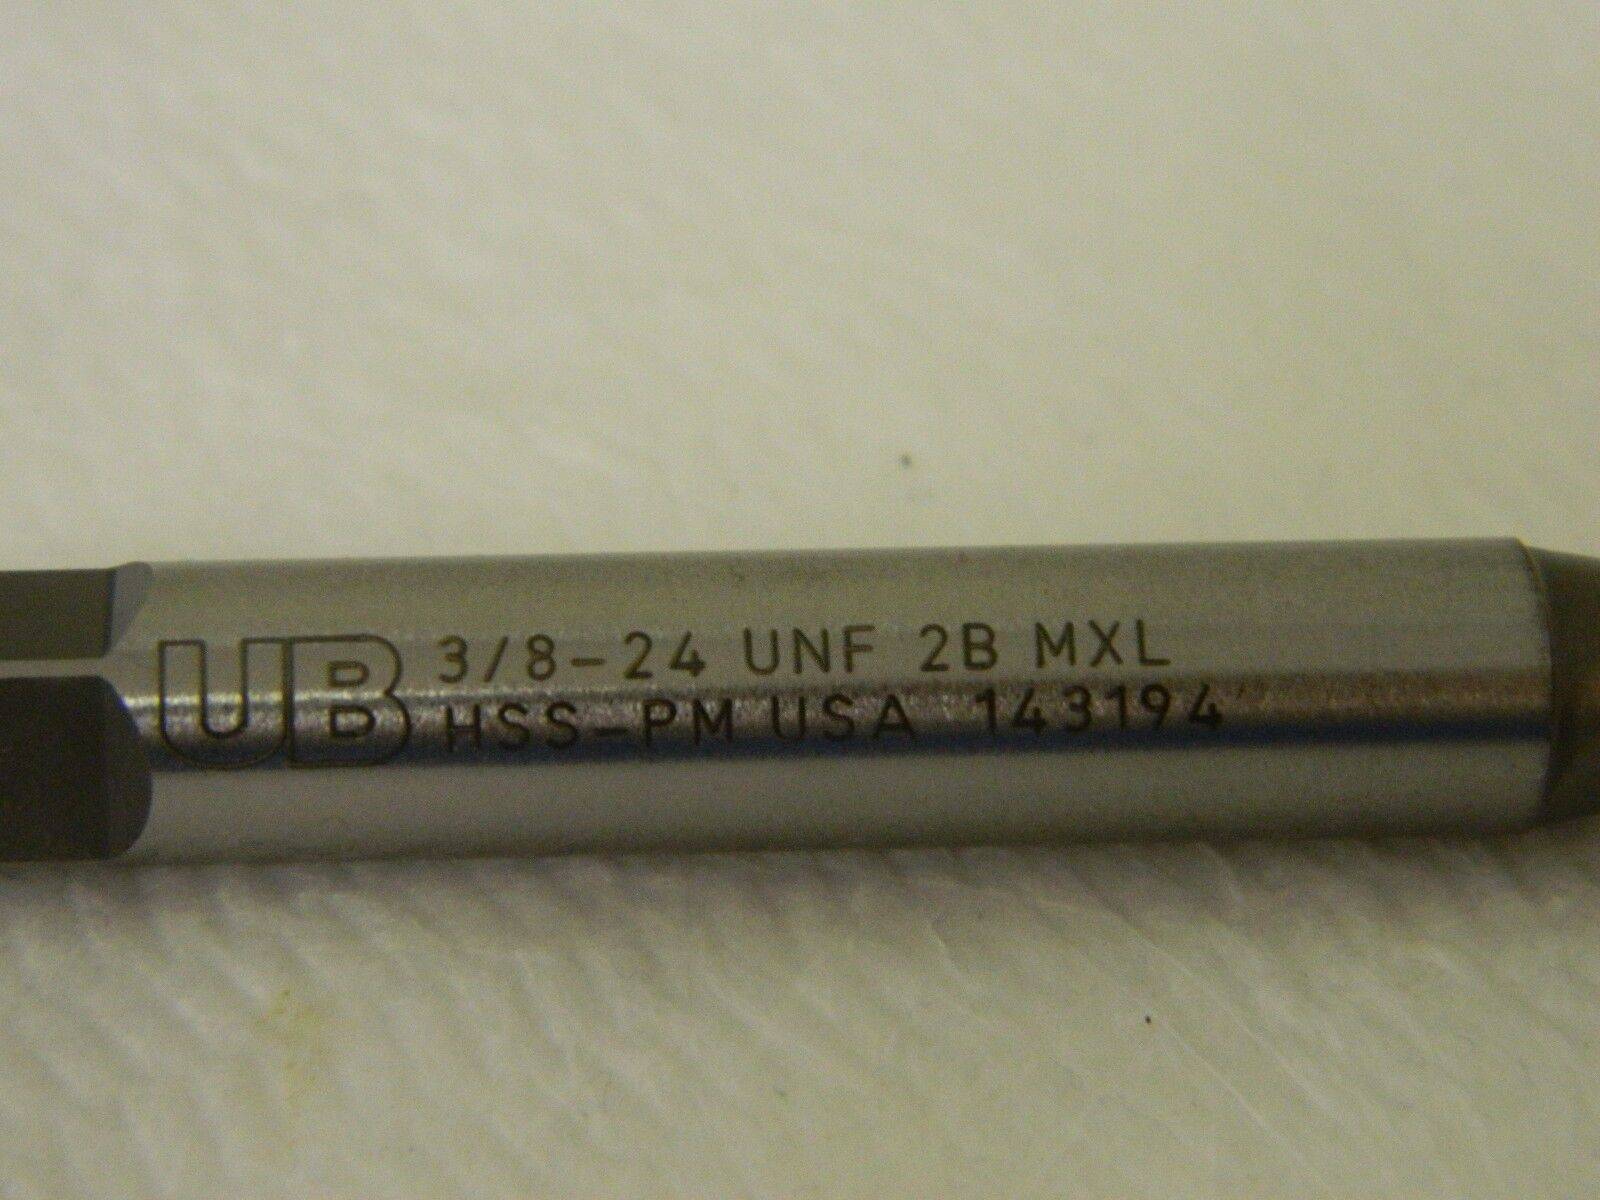 UB 3/8-24 UNF 2B MXL
HSS-PM USA 143194